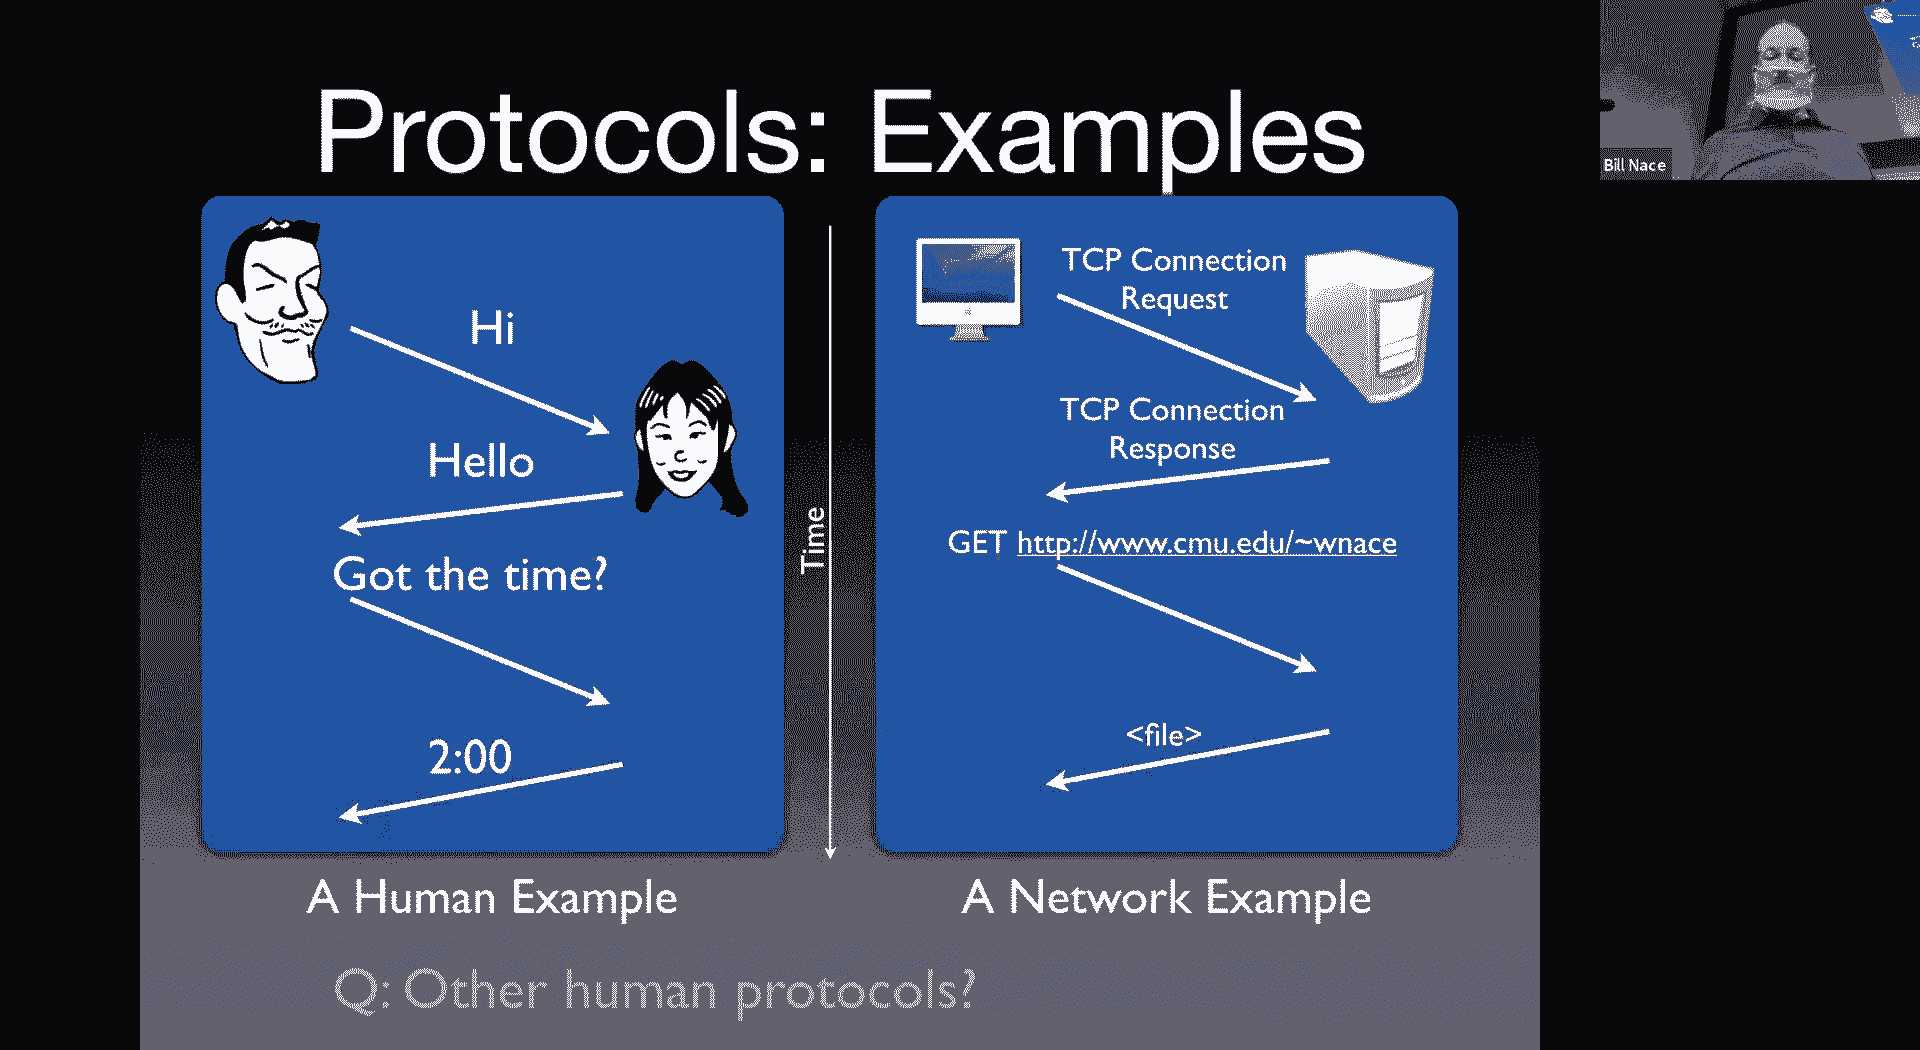 Protocols: Examples
Bill Nace
Hi
Hello
Got the time?
2:00
Time
TCP Connection
Request
TCP Connection
Response
GET http://www.cmu.edu/~wnace
<file>
A Human Example
A Network Example
Q: Other human protocols?